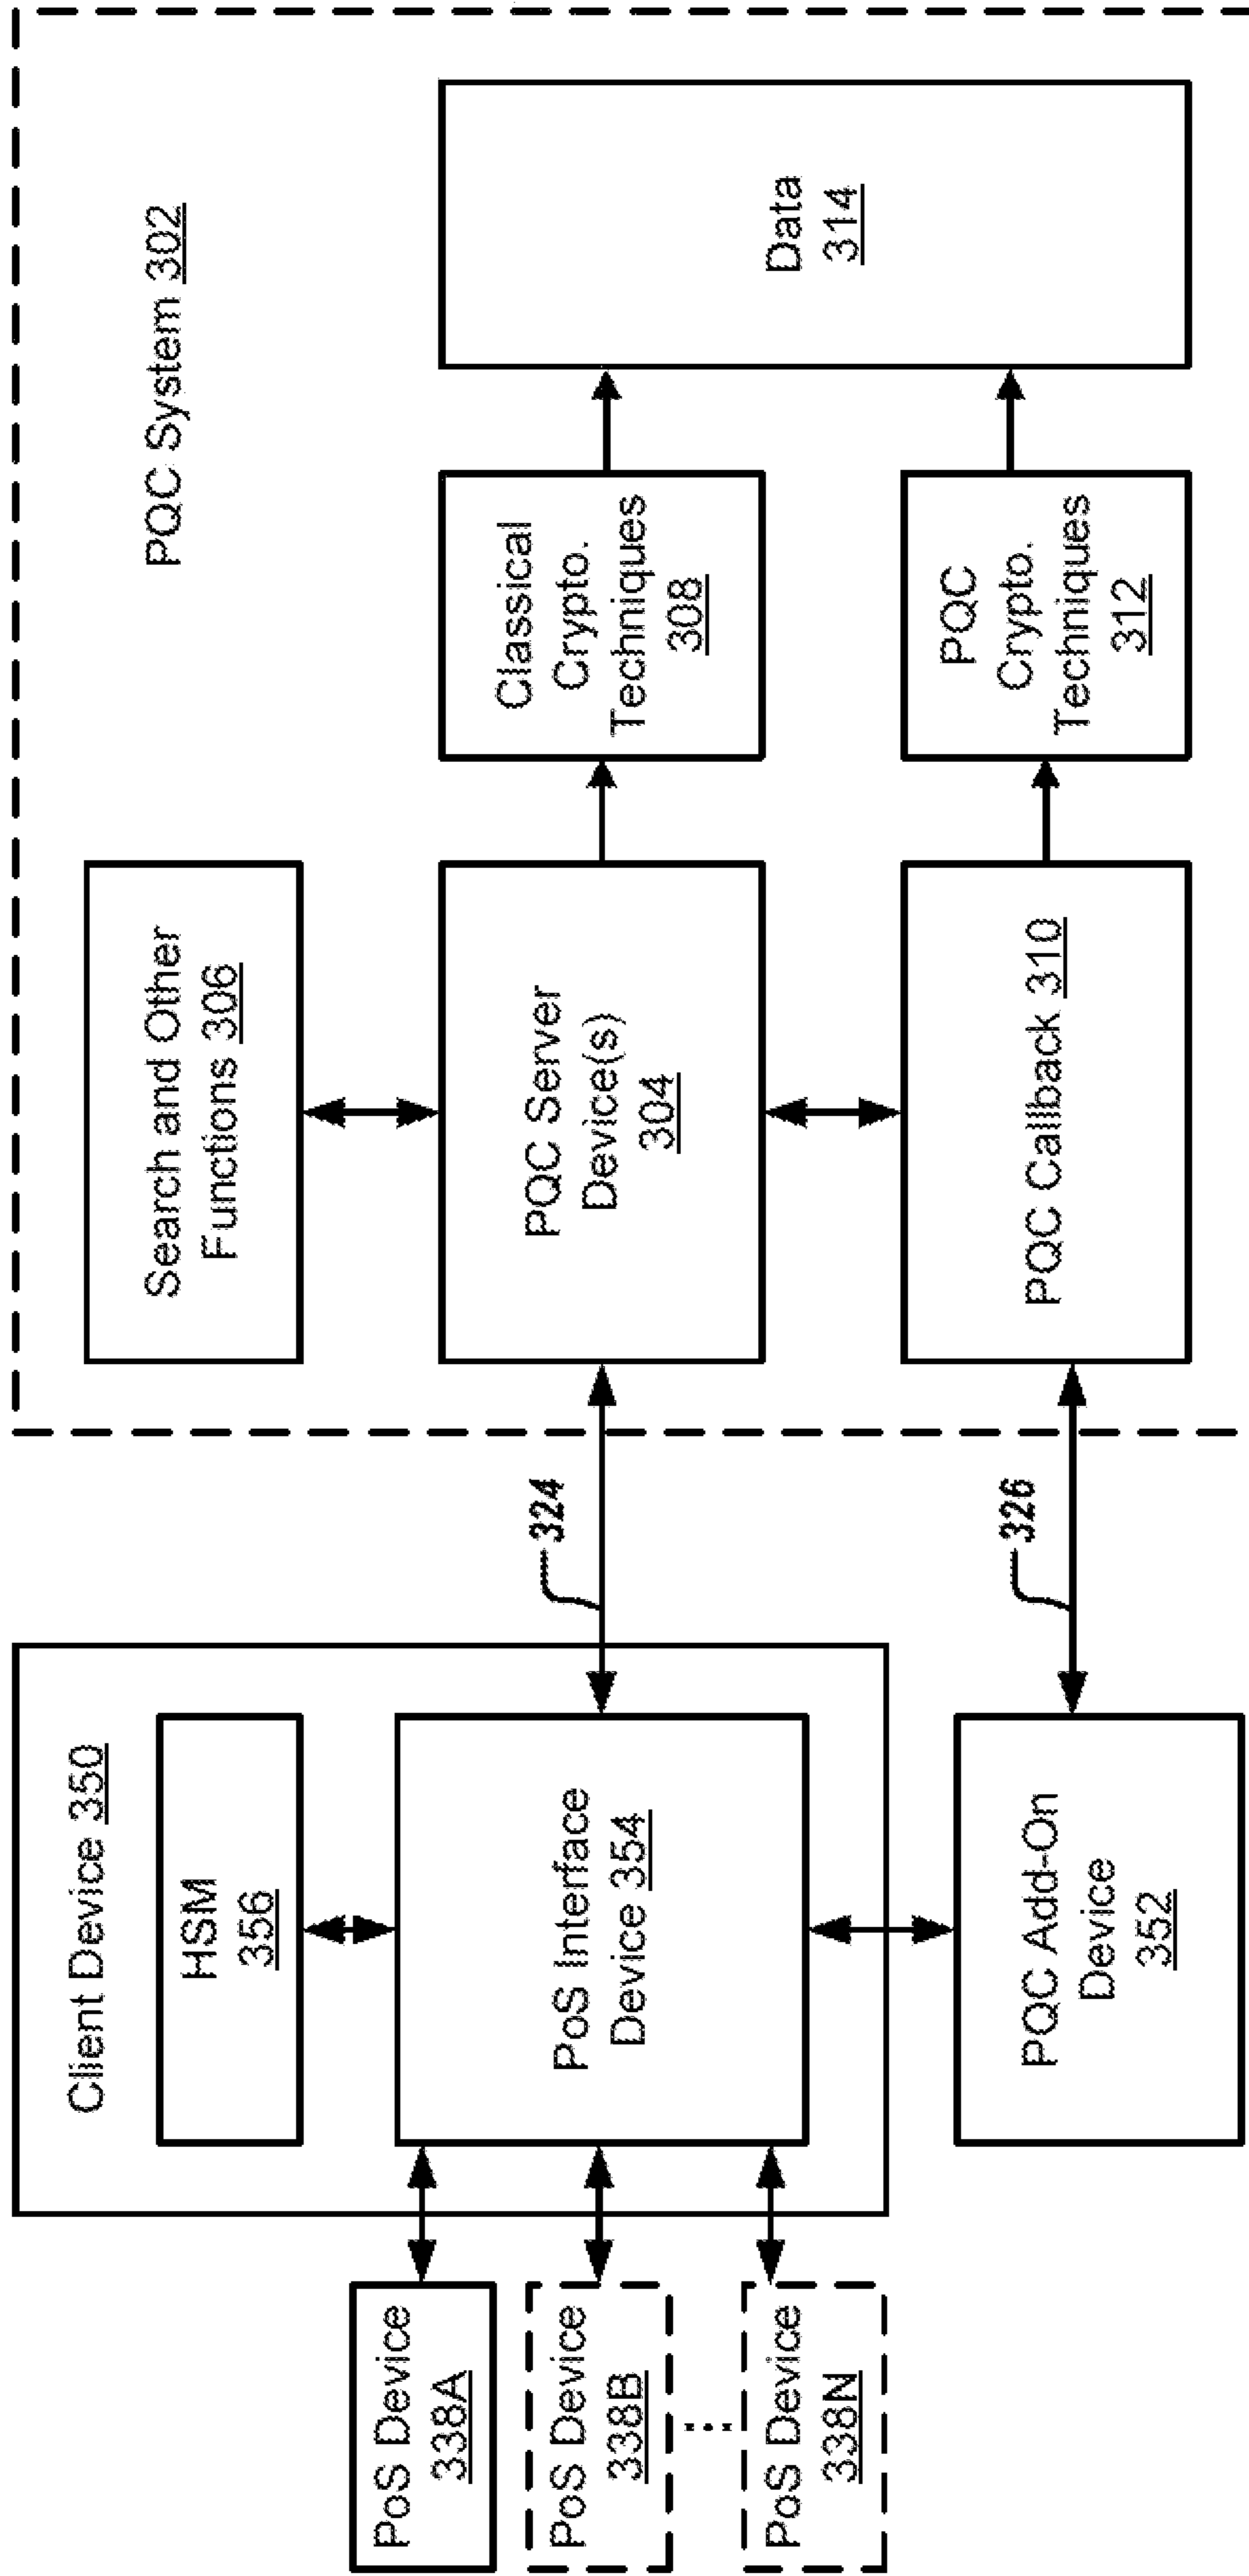 PoS Device
338A
PoS Device
338B
...
PoS Device
338N
Client Device 350
HSM
356
PoS Interface
Device 354
PQC Add-On
Device
352
324
326
PQC System 302
Search and Other
Functions 306
PQC Server
Device(s)
304
PQC Callback 310
Classical
Crypto.
Techniques
308
PQC
Crypto.
Techniques
312
Data
314